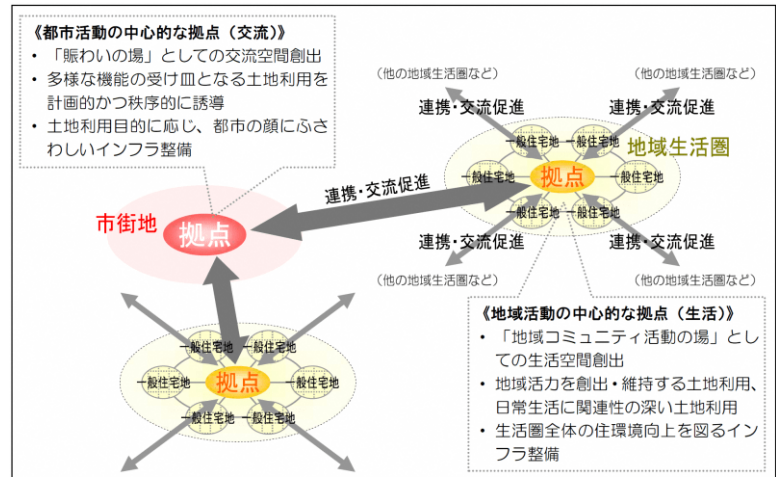 《都市活動の中心的な拠点（交流）》
・ 「賑わいの場」としての交流空間創出
・ 多様な機能の受け皿となる土地利用を
計画的かつ秩序的に誘導
・ 土地利用目的に応じ、都市の顔にふさ
わしいインフラ整備
（他の地域生活圏など）
（他の地域生活圏など）
連携・交流促進
連携・交流促進
一般住宅地
一般住宅地
地域生活圏
一般住宅地
拠点
一般住宅地
一般住宅地
一般住宅地
連携・交流促進
市街地
拠点
連携・交流促進
連携・交流促進
（他の地域生活圏など）
（他の地域生活圏など）
《地域活動の中心的な拠点（生活）》
・ 「地域コミュニティ活動の場」とし
ての生活空間創出
・ 地域活力を創出・維持する土地利用、
日常生活に関連性の深い土地利用
・ 生活圏全体の住環境向上を図るイン
フラ整備
一般住宅地
一般住宅地
一般住宅地
拠点
一般住宅地
一般住宅地
一般住宅地